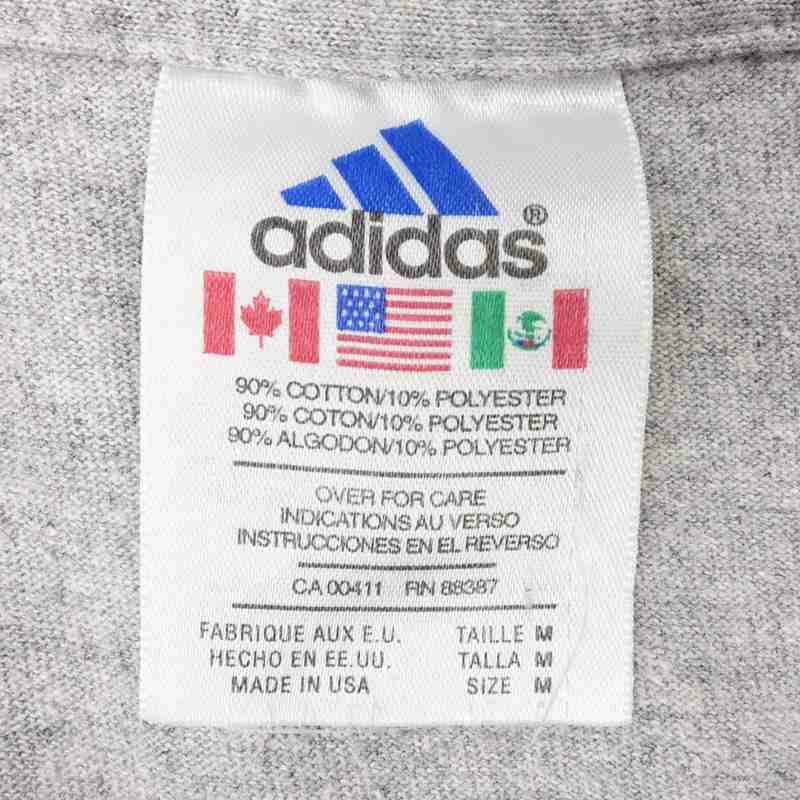 adidas®
90% COTTON/10% POLYESTER
90% COTON/10% POLYESTER
90% ALGODON/10% POLYESTER
OVER FOR CARE
INDICATIONS AU VERSO
INSTRUCCIONES EN EL REVERSO
CA 00411 RN 88387
FABRIQUE AUX E.U. TAILLE M
HECHO EN EE.UU. TALLA M
MADE IN USA SIZE M